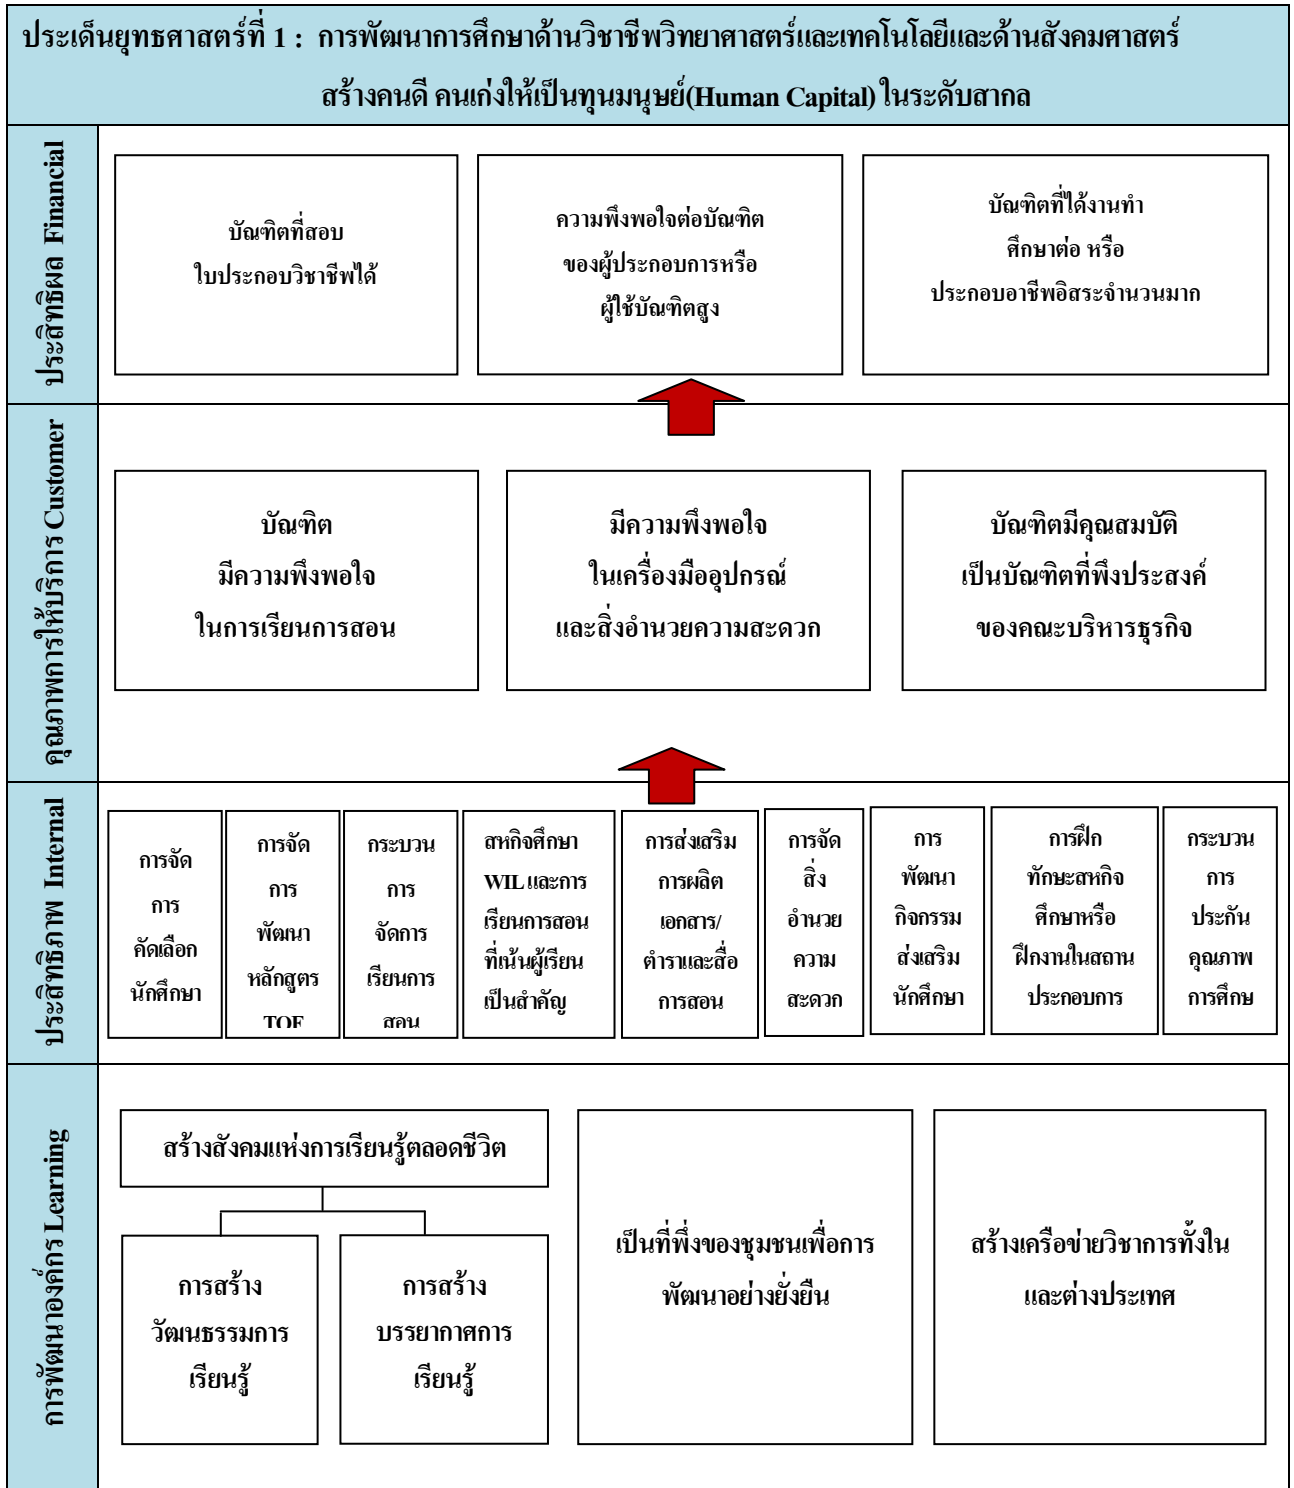 ประเด็นยุทธศาสตร์ที่ 1 : การพัฒนาการศึกษาด้านวิชาชีพวิทยาศาสตร์และเทคโนโลยีและด้านสังคมศาสตร์
สร้างคนดี คนเก่งให้เป็นทุนมนุษย์(Human Capital) ในระดับสากล
ประสิทธิผล Financial
บัณฑิตที่สอบ
ใบประกอบวิชาชีพได้
ความพึงพอใจต่อบัณฑิต
ของผู้ประกอบการหรือ
ผู้ใช้บัณฑิตสูง
บัณฑิตที่ได้งานทำ
ศึกษาต่อ หรือ
ประกอบอาชีพอิสระจำนวนมาก
คุณภาพการให้บริการ Customer
บัณฑิต
มีความพึงพอใจ
ในการเรียนการสอน
มีความพึงพอใจ
ในเครื่องมืออุปกรณ์
และสิ่งอำนวยความสะดวก
บัณฑิตมีคุณสมบัติ
เป็นบัณฑิตที่พึงประสงค์
ของคณะบริหารธุรกิจ
ประสิทธิภาพ Internal
การจัด
การ
คัดเลือก
นักศึกษา
การจัด
การ
พัฒนา
หลักสูตร
TOF
กระบวน
การ
จัดการ
เรียนการ
สอน
สหกิจศึกษา
WIL และการ
เรียนการสอน
ที่เน้นผู้เรียน
เป็นสำคัญ
การส่งเสริม
การผลิต
เอกสาร/
ตำราและสื่อ
การสอน
การจัด
สิ่ง
อำนวย
ความ
สะดวก
การ
พัฒนา
กิจกรรม
ส่งเสริม
นักศึกษา
การฝึก
ทักษะสหกิจ
ศึกษาหรือ
ฝึกงานในสถาน
ประกอบการ
กระบวน
การ
ประกัน
คุณภาพ
การศึกษ
การพัฒนาองค์กร Learning
สร้างสังคมแห่งการเรียนรู้ตลอดชีวิต
การสร้าง
วัฒนธรรมการ
เรียนรู้
การสร้าง
บรรยากาศการ
เรียนรู้
เป็นที่พึ่งของชุมชนเพื่อการ
พัฒนาอย่างยั่งยืน
สร้างเครือข่ายวิชาการทั้งใน
และต่างประเทศ